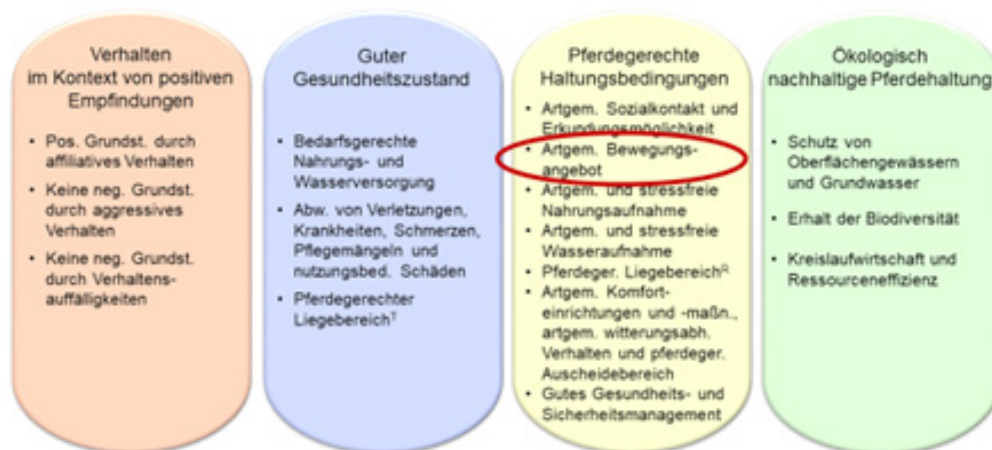 Verhalten
im Kontext von positiven
Empfindungen
• Pos. Grundst. durch
affiliatives Verhalten
• Keine neg. Grundst.
durch aggressives
Verhalten
• Keine neg. Grundst.
durch Verhaltens-
auffälligkeiten
Guter
Gesundheitszustand
• Bedarfsgerechte
Nahrungs- und
Wasserversorgung
• Abw. von Verletzungen,
Krankheiten, Schmerzen,
Pflegemängeln und
nutzungsbed. Schäden
• Pferdegerechter
Liegebereichᵀ
Pferdegerechte
Haltungsbedingungen
• Artgem. Sozialkontakt und
Erkundungsmöglichkeit
• Artgem. Bewegungs-
angebot
• Artgem. und stressfreie
Nahrungsaufnahme
• Artgem. und stressfreie
Wasseraufnahme
• Pferdeger. Liegebereichᴿ
• Artgem. Komfort-
einrichtungen und -maßn.,
artgem. witterungsabh.
Verhalten und pferdeger.
Auscheidebereich
• Gutes Gesundheits- und
Sicherheitsmanagement
Ökologisch
nachhaltige Pferdehaltung
• Schutz von
Oberflächengewässern
und Grundwasser
• Erhalt der Biodiversität
• Kreislaufwirtschaft und
Ressourceneffizienz